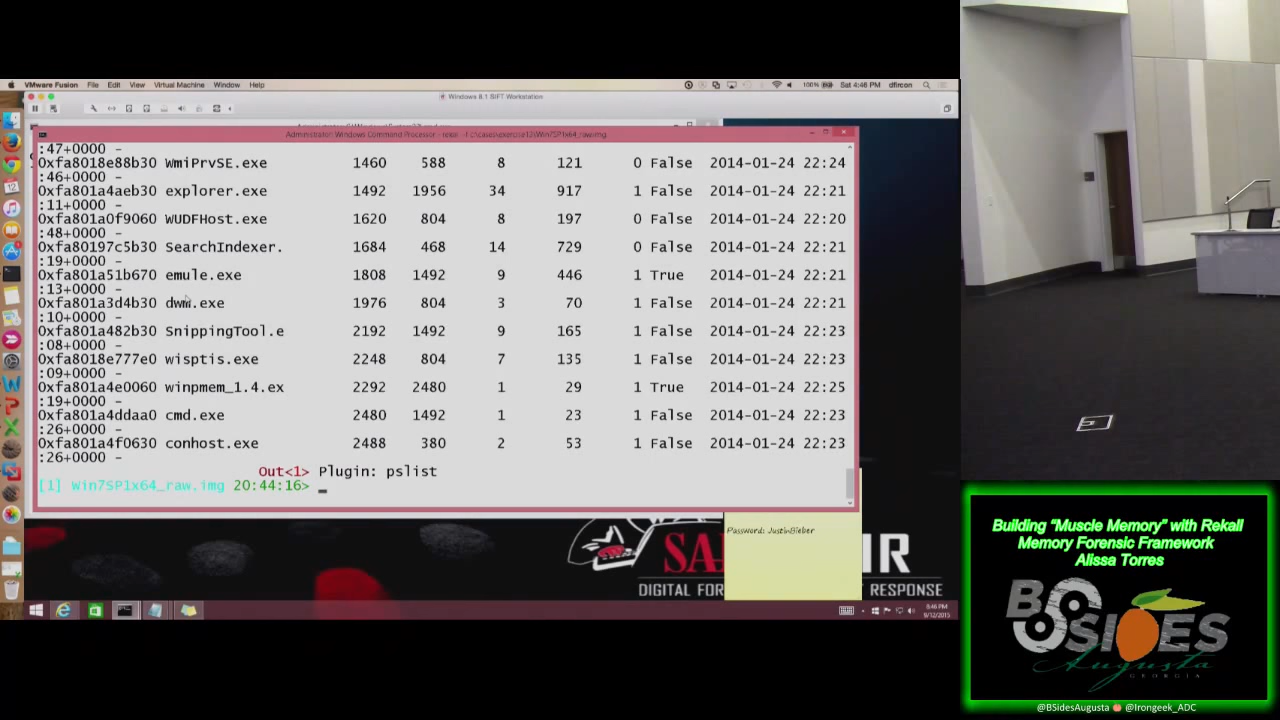 VMware Fusion File Edit View Virtual Machine Window Help 100% Sat 4:46 PM dfircon
Windows 8.1 SIFT Workstation
:47+0000 -
0xfa8018e88b30 WmiPrvSE.exe 1460 588 8 121 0 False 2014-01-24 22:24
:46+0000 -
0xfa801a4aeb30 explorer.exe 1492 1956 34 917 1 False 2014-01-24 22:21
:11+0000 -
0xfa801a0f9060 WUDFHost.exe 1620 804 8 197 0 False 2014-01-24 22:20
:48+0000 -
0xfa80197c5b30 SearchIndexer. 1684 468 14 729 0 False 2014-01-24 22:21
:19+0000 -
0xfa801a51b670 emule.exe 1808 1492 9 446 1 True 2014-01-24 22:21
:13+0000 -
0xfa801a3d4b30 dwm.exe 1976 804 3 70 1 False 2014-01-24 22:21
:10+0000 -
0xfa801a482b30 SnippingTool.e 2192 1492 9 165 1 False 2014-01-24 22:23
:08+0000 -
0xfa8018e777e0 wisptis.exe 2248 804 7 135 1 False 2014-01-24 22:23
:09+0000 -
0xfa801a4e0060 winpmem_1.4.ex 2292 2480 1 29 1 True 2014-01-24 22:25
:19+0000 -
0xfa801a4ddaa0 cmd.exe 2480 1492 1 23 1 False 2014-01-24 22:23
:26+0000 -
0xfa801a4f0630 conhost.exe 2488 380 2 53 1 False 2014-01-24 22:23
:26+0000 -
Out<1> Plugin: pslist
[1] Win7SP1x64_raw.img 20:44:16>
Password: JustinBieber
DIGITAL FOR
RESPONSE
9/12/2015
Building "Muscle Memory" with Rekall
Memory Forensic Framework
Alissa Torres
BSIDES
Augusta
GEORGIA
@BSidesAugusta @Irongeek_ADC